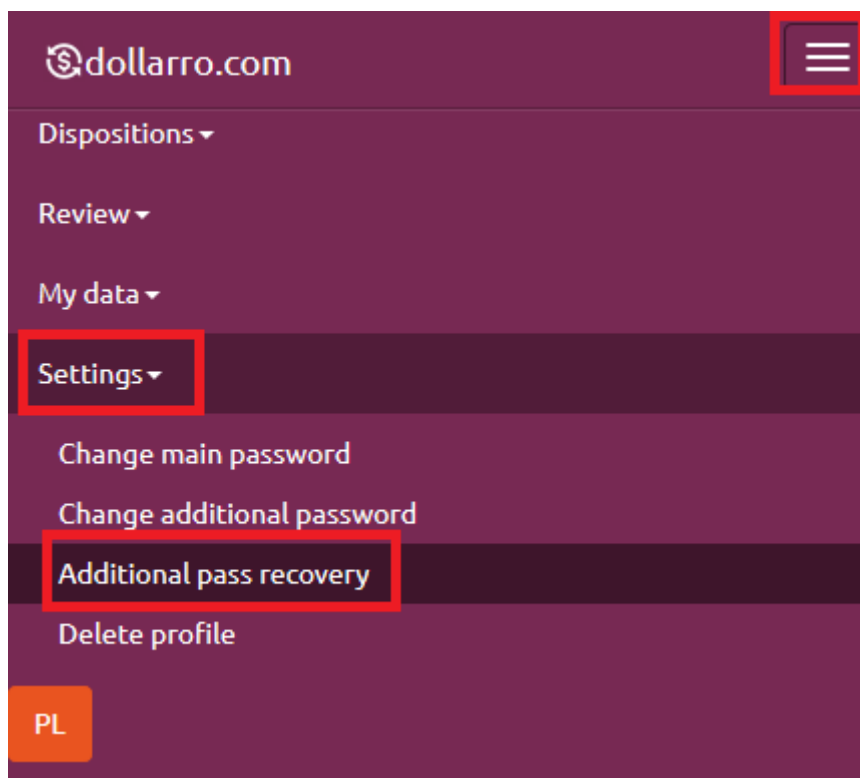 dollarro.com
Dispositions
Review
My data
Settings
Change main password
Change additional password
Additional pass recovery
Delete profile
PL